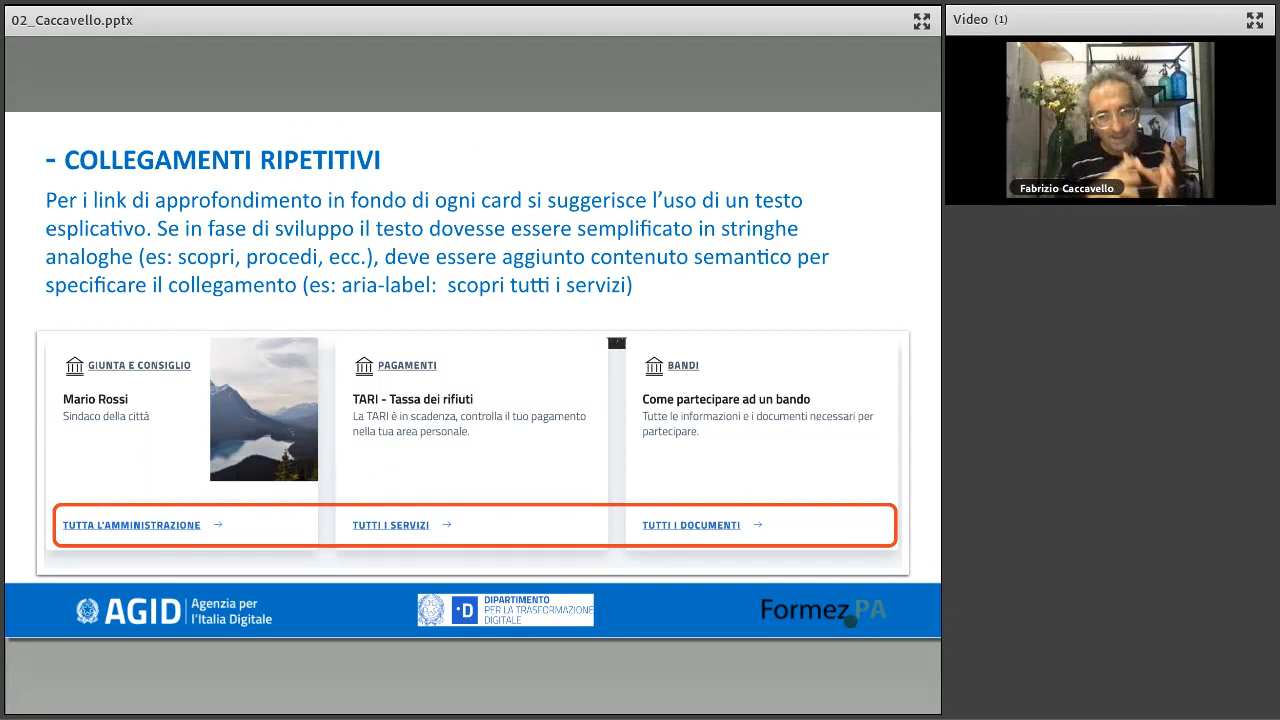 02_Caccavello.pptx
Video (1)
Fabrizio Caccavello
- COLLEGAMENTI RIPETITIVI
Per i link di approfondimento in fondo di ogni card si suggerisce l'uso di un testo
esplicativo. Se in fase di sviluppo il testo dovesse essere semplificato in stringhe
analoghe (es: scopri, procedi, ecc.), deve essere aggiunto contenuto semantico per
specificare il collegamento (es: aria-label:  scopri tutti i servizi)
GIUNTA E CONSIGLIO
Mario Rossi
Sindaco della città
TUTTA L'AMMINISTRAZIONE →
PAGAMENTI
TARI - Tassa dei rifiuti
La TARI è in scadenza, controlla il tuo pagamento
nella tua area personale.
TUTTI I SERVIZI →
BANDI
Come partecipare ad un bando
Tutte le informazioni e i documenti necessari per
partecipare.
TUTTI I DOCUMENTI →
AGID
Agenzia per
l'Italia Digitale
·D
DIPARTIMENTO
PER LA TRASFORMAZIONE
DIGITALE
Formez PA